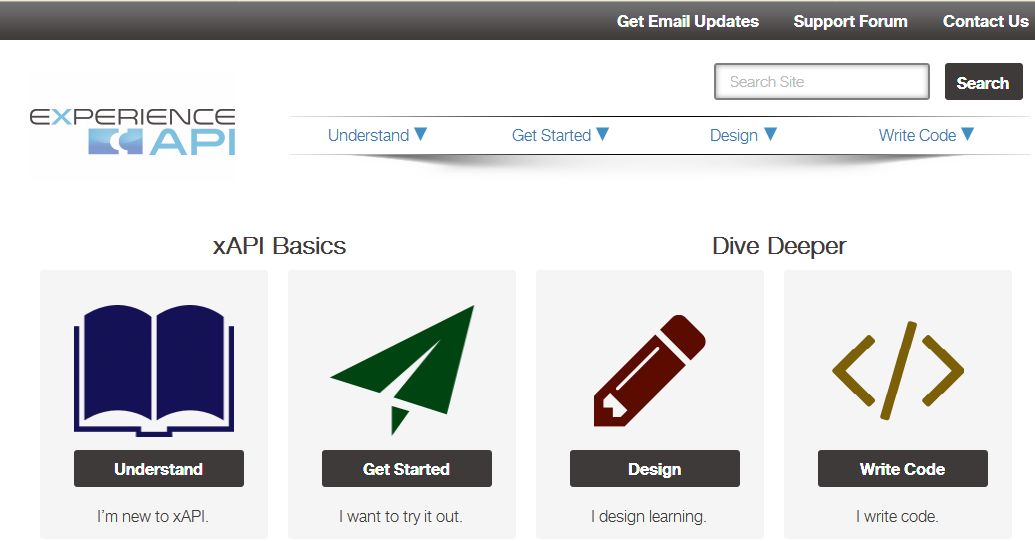 Get Email Updates Support Forum Contact Us
Search Site Search
EXPERIENCE
API
Understand ▼ Get Started ▼ Design ▼ Write Code ▼
xAPI Basics Dive Deeper
</>
Understand Get Started Design Write Code
I'm new to xAPI. I want to try it out. I design learning. I write code.